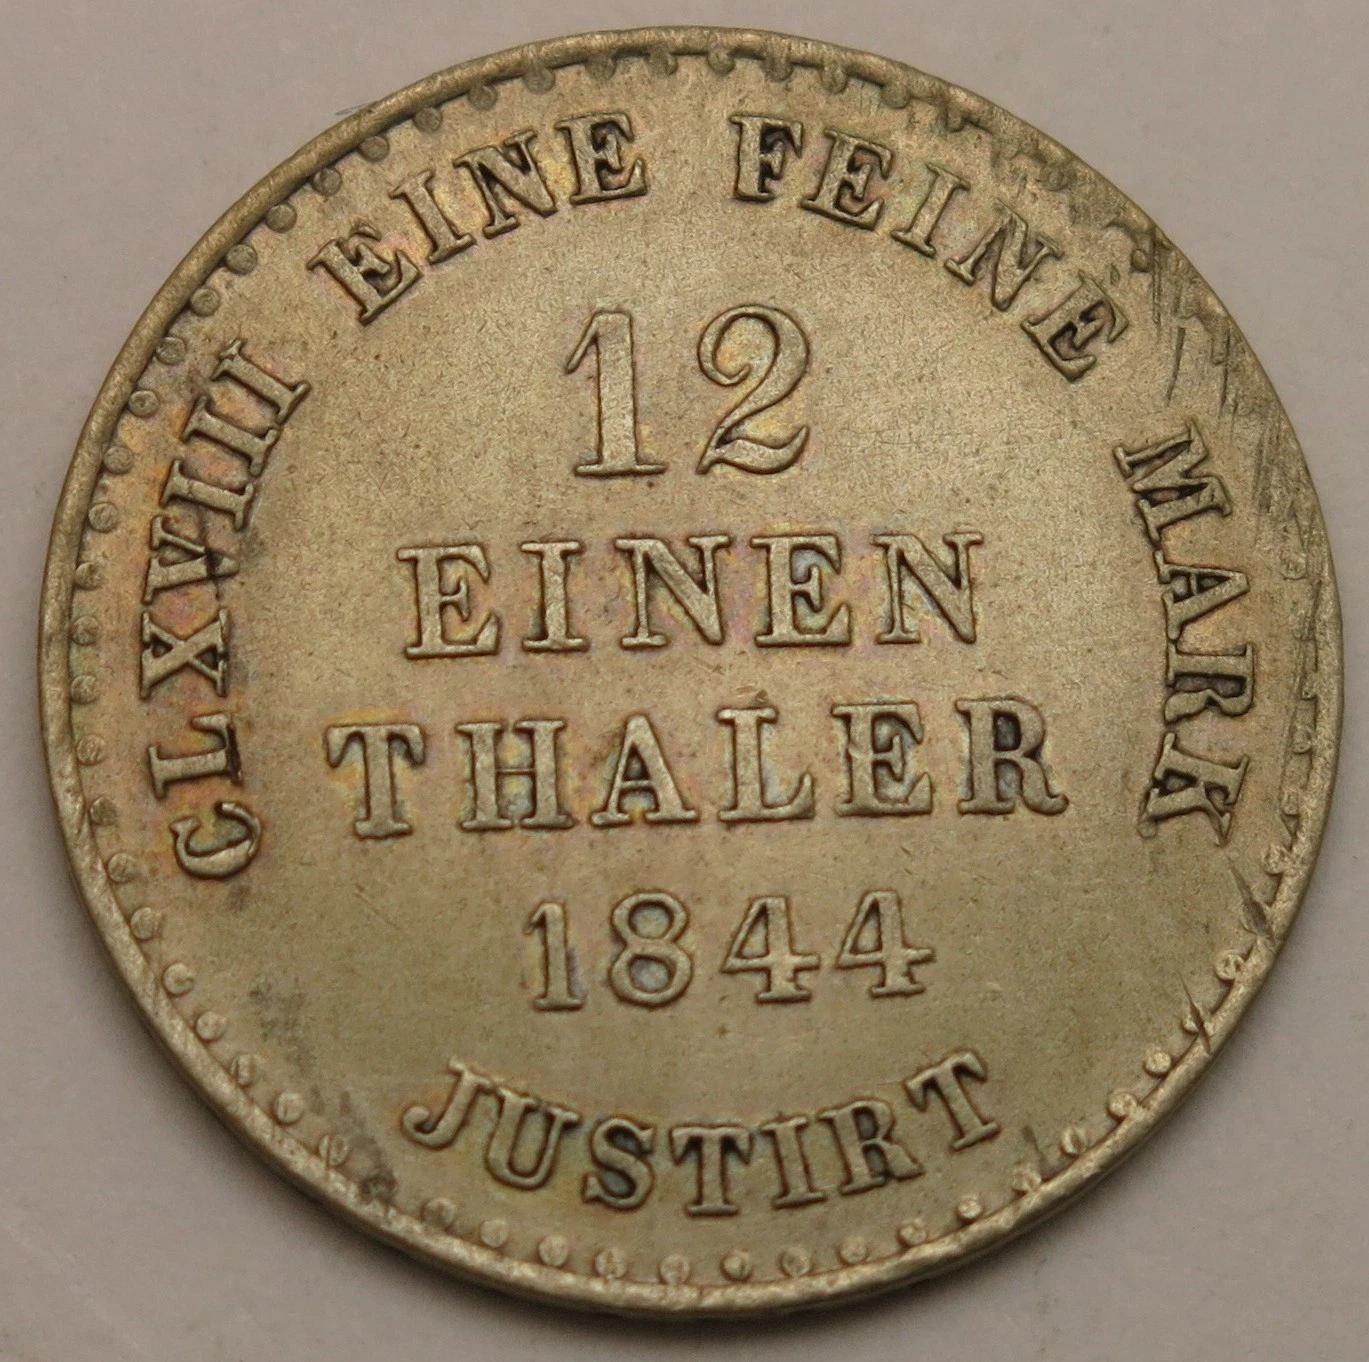 CLXVIII EINE FEINE MARK
12
EINEN
THALER
1844
JUSTIRT